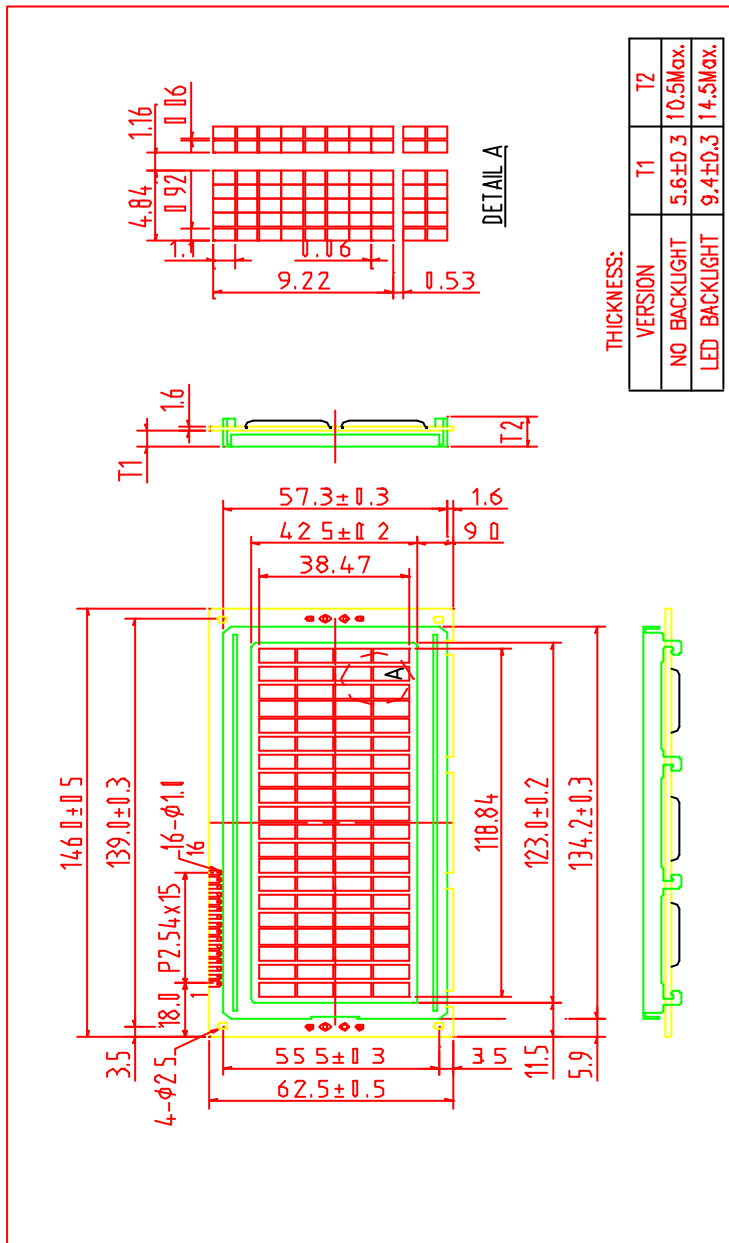 1.16
0.06
4.84
0.92
1.1
0.06
9.22
0.53
DETAIL A
THICKNESS:
VERSION T1 T2
NO BACKLIGHT 5.6±0.3 10.5Max.
LED BACKLIGHT 9.4±0.3 14.5Max.
T1
1.6
T2
57.3±0.3
1.6
42.5±0.2
9.0
38.47
146.0±0.5
139.0±0.3
16-φ1.0
16
P2.54x15
18.0
1
3.5
4-φ2.5
A
118.84
123.0±0.2
134.2±0.3
11.5
5.9
55.5±0.3
3.5
62.5±0.5